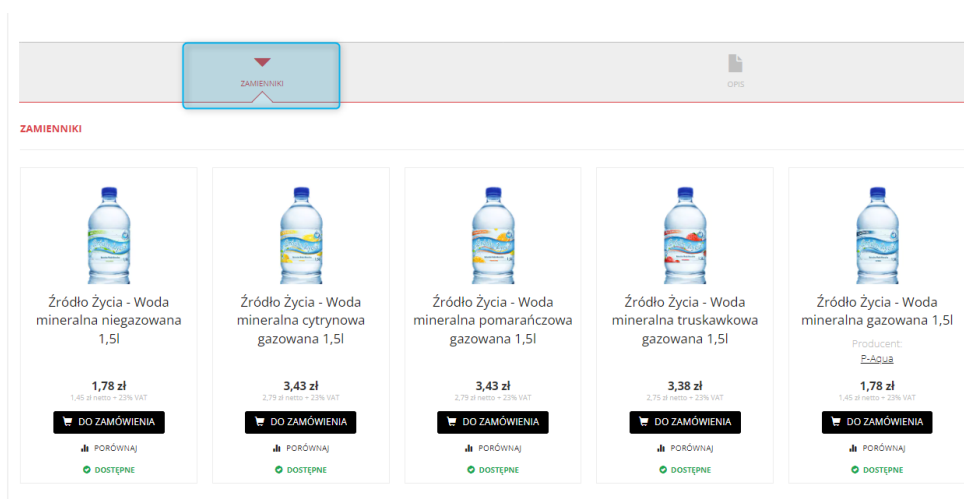 ZAMIENNIKI
OPIS
ZAMIENNIKI
Źródło Życia - Woda
mineralna niegazowana
1,5l
1,78 zł
1,45 zł netto + 23% VAT
DO ZAMÓWIENIA
PORÓWNAJ
DOSTĘPNE
Źródło Życia - Woda
mineralna cytrynowa
gazowana 1,5l
3,43 zł
2,79 zł netto + 23% VAT
DO ZAMÓWIENIA
PORÓWNAJ
DOSTĘPNE
Źródło Życia - Woda
mineralna pomarańczowa
gazowana 1,5l
3,43 zł
2,79 zł netto + 23% VAT
DO ZAMÓWIENIA
PORÓWNAJ
DOSTĘPNE
Źródło Życia - Woda
mineralna truskawkowa
gazowana 1,5l
3,38 zł
2,75 zł netto + 23% VAT
DO ZAMÓWIENIA
PORÓWNAJ
DOSTĘPNE
Źródło Życia - Woda
mineralna gazowana 1,5l
Producent:
P-Aqua
1,78 zł
1,45 zł netto + 23% VAT
DO ZAMÓWIENIA
PORÓWNAJ
DOSTĘPNE